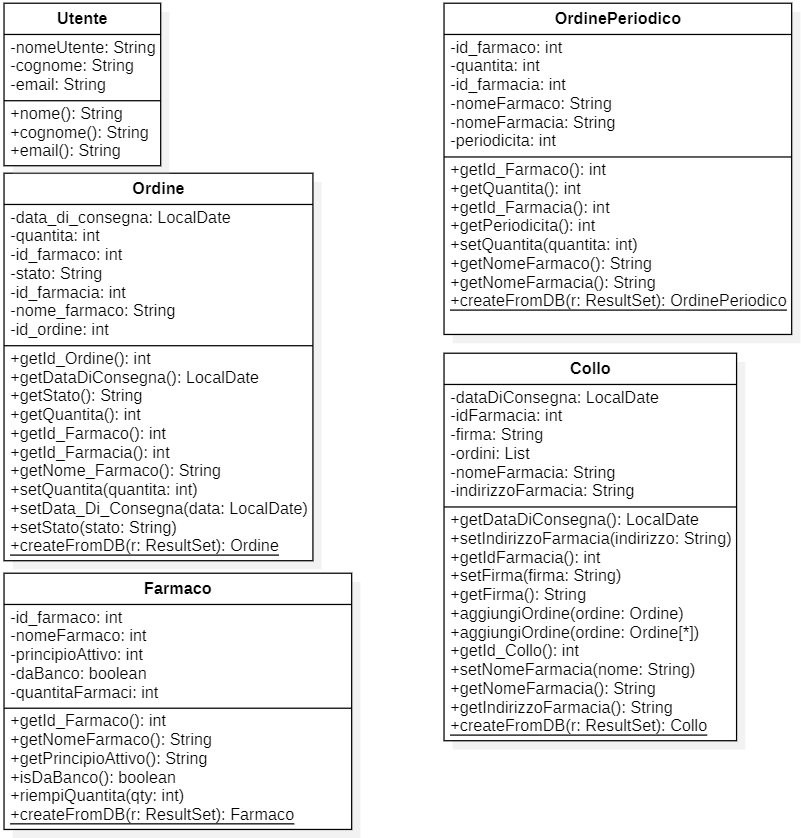 Utente
-nomeUtente: String
-cognome: String
-email: String
+nome(): String
+cognome(): String
+email(): String
Ordine
-data_di_consegna: LocalDate
-quantita: int
-id_farmaco: int
-stato: String
-id_farmacia: int
-nome_farmaco: String
-id_ordine: int
+getId_Ordine(): int
+getDataDiConsegna(): LocalDate
+getStato(): String
+getQuantita(): int
+getId_Farmaco(): int
+getId_Farmacia(): int
+getNome_Farmaco(): String
+setQuantita(quantita: int)
+setData_Di_Consegna(data: LocalDate)
+setStato(stato: String)
+createFromDB(r: ResultSet): Ordine
Farmaco
-id_farmaco: int
-nomeFarmaco: int
-principioAttivo: int
-daBanco: boolean
-quantitaFarmaci: int
+getId_Farmaco(): int
+getNomeFarmaco(): String
+getPrincipioAttivo(): String
+isDaBanco(): boolean
+riempiQuantita(qty: int)
+createFromDB(r: ResultSet): Farmaco
OrdinePeriodico
-id_farmaco: int
-quantita: int
-id_farmacia: int
-nomeFarmaco: String
-nomeFarmacia: String
-periodicita: int
+getId_Farmaco(): int
+getQuantita(): int
+getId_Farmacia(): int
+getPeriodicita(): int
+setQuantita(quantita: int)
+getNomeFarmaco(): String
+getNomeFarmacia(): String
+createFromDB(r: ResultSet): OrdinePeriodico
Collo
-dataDiConsegna: LocalDate
-idFarmacia: int
-firma: String
-ordini: List
-nomeFarmacia: String
-indirizzoFarmacia: String
+getDataDiConsegna(): LocalDate
+setIndirizzoFarmacia(indirizzo: String)
+getIdFarmacia(): int
+setFirma(firma: String)
+getFirma(): String
+aggiungiOrdine(ordine: Ordine)
+aggiungiOrdine(ordine: Ordine[*])
+getId_Collo(): int
+setNomeFarmacia(nome: String)
+getNomeFarmacia(): String
+getIndirizzoFarmacia(): String
+createFromDB(r: ResultSet): Collo